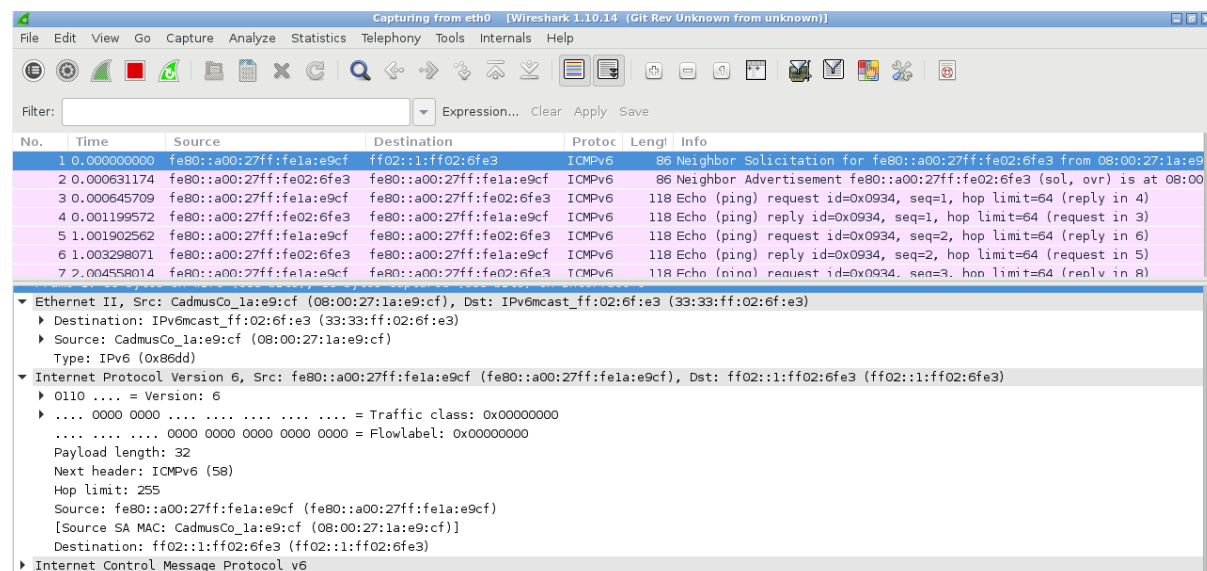 Capturing from eth0 [Wireshark 1.10.14 (Git Rev Unknown from unknown)]
File Edit View Go Capture Analyze Statistics Telephony Tools Internals Help
Filter: Expression... Clear Apply Save
No. Time Source Destination Protoc Lengt Info
1 0.000000000 fe80::a00:27ff:fe1a:e9cf ff02::1:ff02:6fe3 ICMPv6 86 Neighbor Solicitation for fe80::a00:27ff:fe02:6fe3 from 08:00:27:1a:e9
2 0.000631174 fe80::a00:27ff:fe02:6fe3 fe80::a00:27ff:fe1a:e9cf ICMPv6 86 Neighbor Advertisement fe80::a00:27ff:fe02:6fe3 (sol, ovr) is at 08:00
3 0.000645709 fe80::a00:27ff:fe1a:e9cf fe80::a00:27ff:fe02:6fe3 ICMPv6 118 Echo (ping) request id=0x0934, seq=1, hop limit=64 (reply in 4)
4 0.001199572 fe80::a00:27ff:fe02:6fe3 fe80::a00:27ff:fe1a:e9cf ICMPv6 118 Echo (ping) reply id=0x0934, seq=1, hop limit=64 (request in 3)
5 1.001902562 fe80::a00:27ff:fe1a:e9cf fe80::a00:27ff:fe02:6fe3 ICMPv6 118 Echo (ping) request id=0x0934, seq=2, hop limit=64 (reply in 6)
6 1.003298071 fe80::a00:27ff:fe02:6fe3 fe80::a00:27ff:fe1a:e9cf ICMPv6 118 Echo (ping) reply id=0x0934, seq=2, hop limit=64 (request in 5)
7 2.004558014 fe80::a00:27ff:fe1a:e9cf fe80::a00:27ff:fe02:6fe3 ICMPv6 118 Echo (ping) request id=0x0934, seq=3, hop limit=64 (reply in 8)
Ethernet II, Src: CadmusCo_1a:e9:cf (08:00:27:1a:e9:cf), Dst: IPv6mcast_ff:02:6f:e3 (33:33:ff:02:6f:e3)
Destination: IPv6mcast_ff:02:6f:e3 (33:33:ff:02:6f:e3)
Source: CadmusCo_1a:e9:cf (08:00:27:1a:e9:cf)
Type: IPv6 (0x86dd)
Internet Protocol Version 6, Src: fe80::a00:27ff:fe1a:e9cf (fe80::a00:27ff:fe1a:e9cf), Dst: ff02::1:ff02:6fe3 (ff02::1:ff02:6fe3)
0110 .... = Version: 6
.... 0000 0000 .... .... .... .... .... = Traffic class: 0x00000000
.... .... .... 0000 0000 0000 0000 0000 = Flowlabel: 0x00000000
Payload length: 32
Next header: ICMPv6 (58)
Hop limit: 255
Source: fe80::a00:27ff:fe1a:e9cf (fe80::a00:27ff:fe1a:e9cf)
[Source SA MAC: CadmusCo_1a:e9:cf (08:00:27:1a:e9:cf)]
Destination: ff02::1:ff02:6fe3 (ff02::1:ff02:6fe3)
Internet Control Message Protocol v6